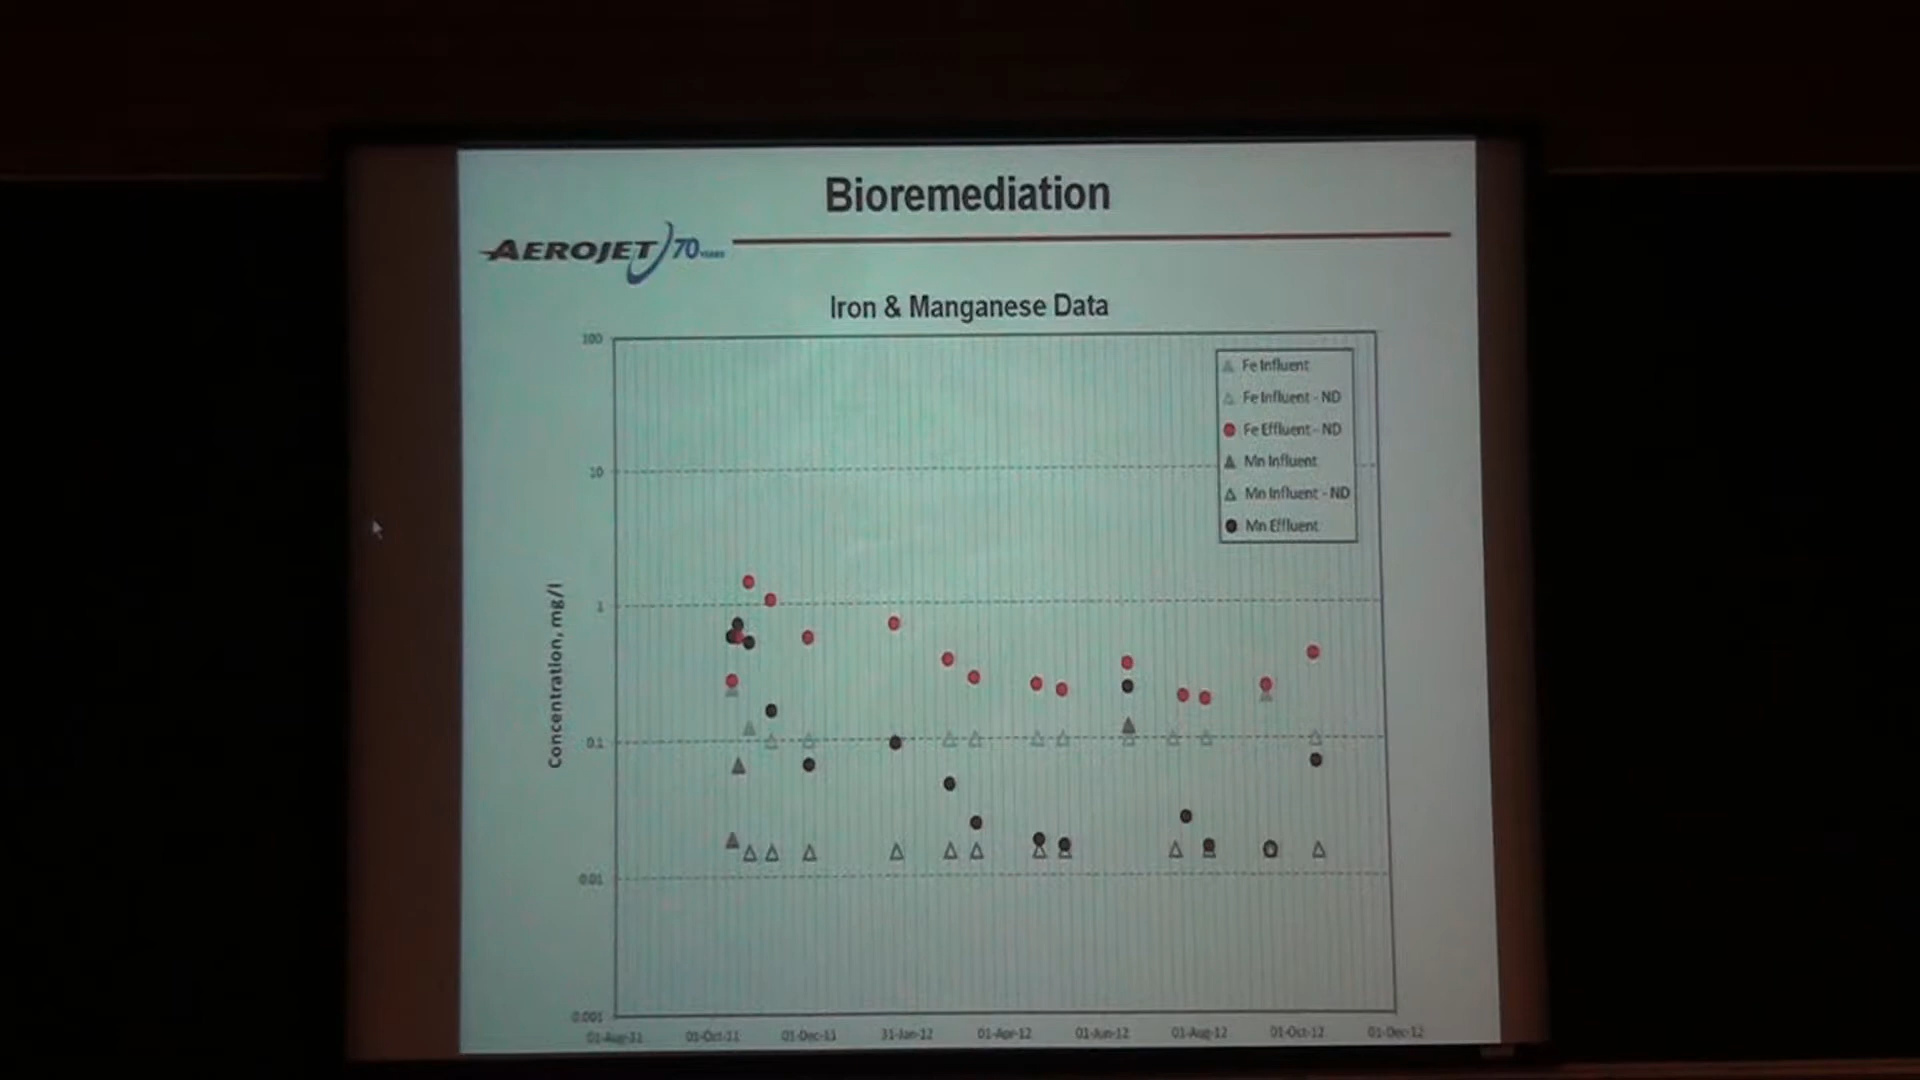 Bioremediation
AEROJET 70 YEARS
Iron & Manganese Data
100
10
1
0.1
0.01
0.001
Concentration, mg/l
Fe Influent
Fe Influent - ND
Fe Effluent - ND
Mn Influent
Mn Influent - ND
Mn Effluent
01-Aug-11 01-Oct-11 01-Dec-11 31-Jan-12 01-Apr-12 01-Jun-12 01-Aug-12 01-Oct-12 01-Dec-12